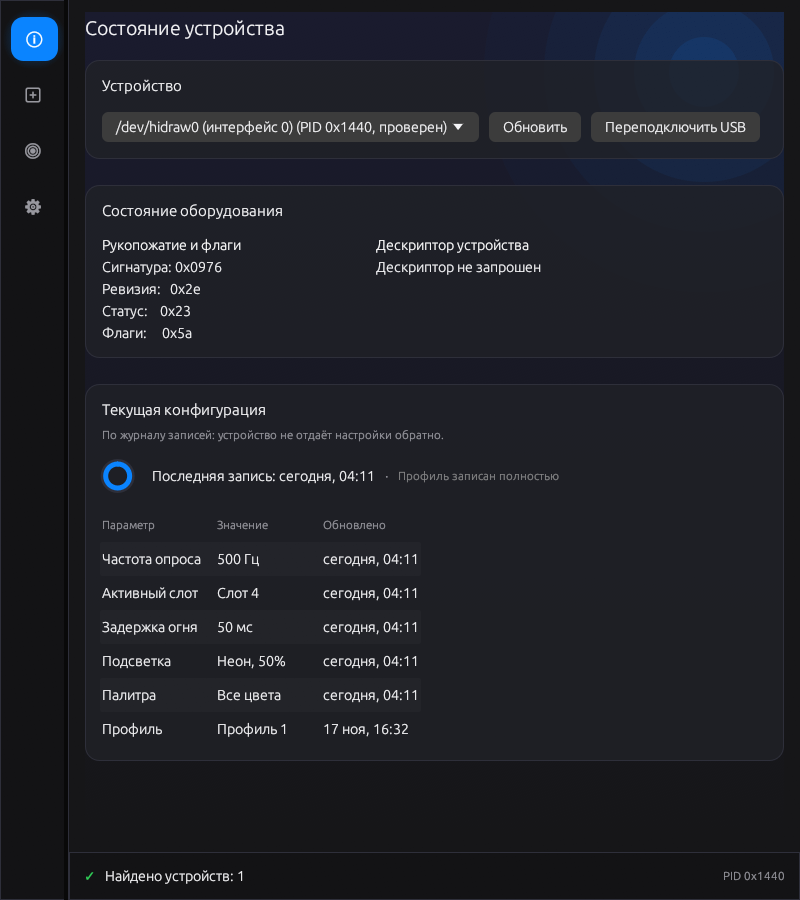 Состояние устройства
Устройство
/dev/hidraw0 (интерфейс 0) (PID 0x1440, проверен)
Обновить
Переподключить USB
Состояние оборудования
Рукопожатие и флаги
Сигнатура: 0x0976
Ревизия: 0x2e
Статус: 0x23
Флаги: 0x5a
Дескриптор устройства
Дескриптор не запрошен
Текущая конфигурация
По журналу записей: устройство не отдаёт настройки обратно.
Последняя запись: сегодня, 04:11 · Профиль записан полностью
Параметр Значение Обновлено
Частота опроса 500 Гц сегодня, 04:11
Активный слот Слот 4 сегодня, 04:11
Задержка огня 50 мс сегодня, 04:11
Подсветка Неон, 50% сегодня, 04:11
Палитра Все цвета сегодня, 04:11
Профиль Профиль 1 17 ноя, 16:32
✓ Найдено устройств: 1
PID 0x1440